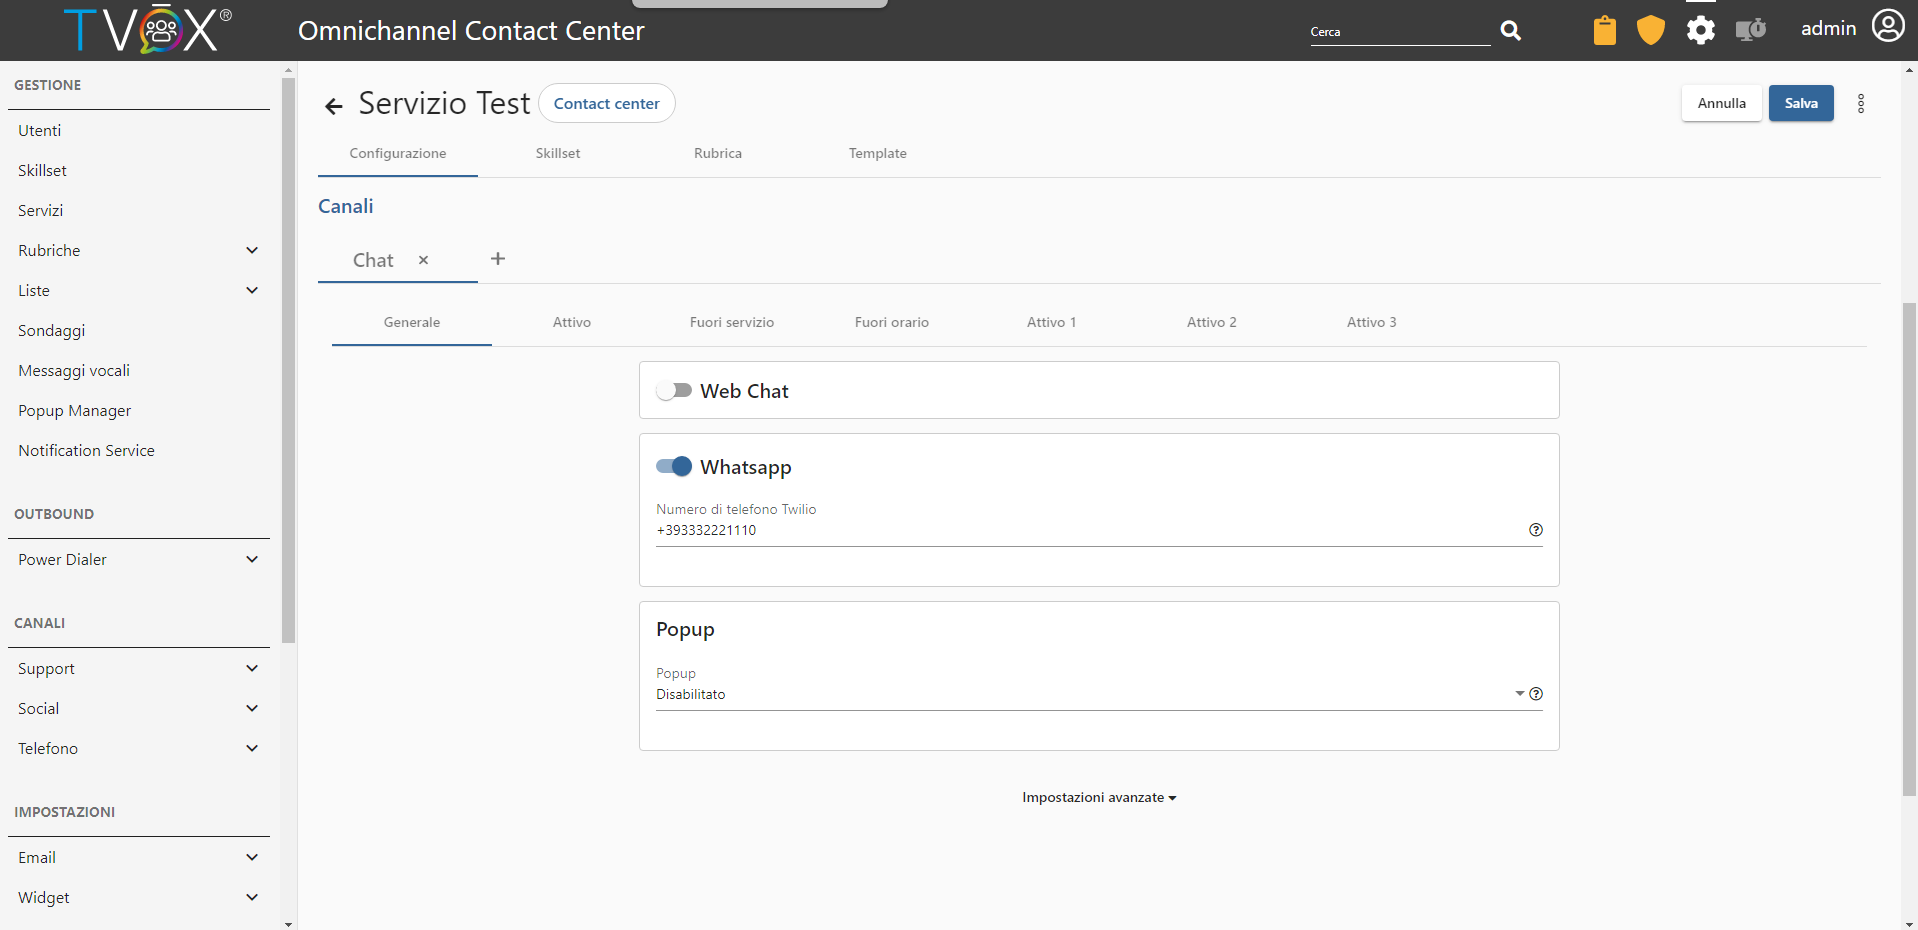 TVOX®
Omnichannel Contact Center
Cerca
admin
GESTIONE
Utenti
Skillset
Servizi
Rubriche
Liste
Sondaggi
Messaggi vocali
Popup Manager
Notification Service
OUTBOUND
Power Dialer
CANALI
Support
Social
Telefono
IMPOSTAZIONI
Email
Widget
Servizio Test
Contact center
Annulla
Salva
Configurazione
Skillset
Rubrica
Template
Canali
Chat
Generale
Attivo
Fuori servizio
Fuori orario
Attivo 1
Attivo 2
Attivo 3
Web Chat
Whatsapp
Numero di telefono Twilio
+393332221110
Popup
Popup
Disabilitato
Impostazioni avanzate